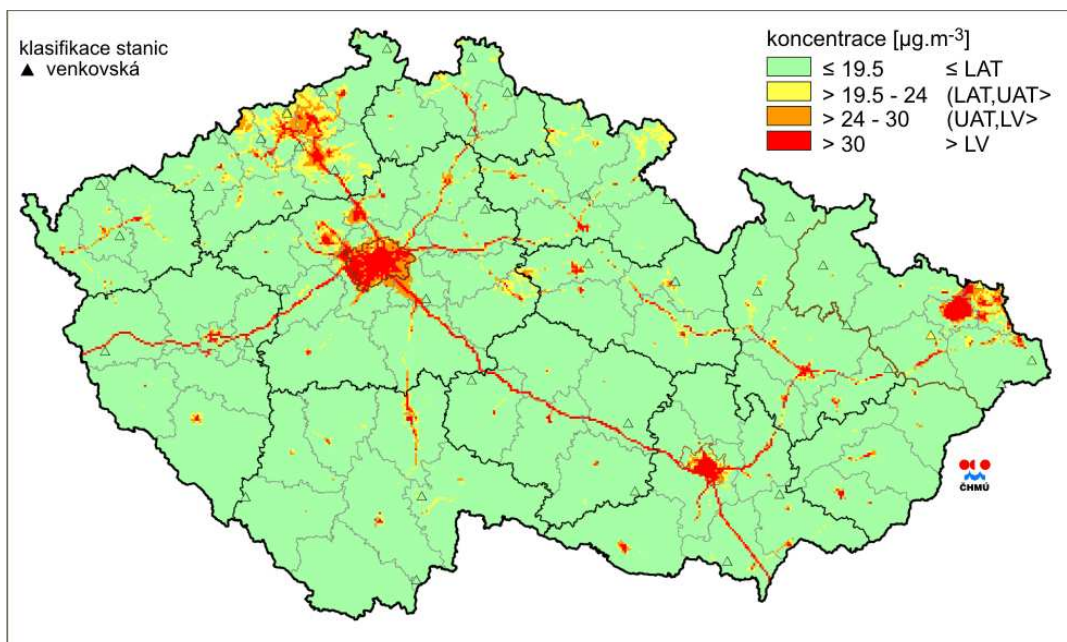 klasifikace stanic
▲ venkovská
koncentrace [µg.m-3]
≤ 19.5 ≤ LAT
> 19.5 - 24 (LAT,UAT>
> 24 - 30 (UAT,LV>
> 30 > LV
ČHMÚ